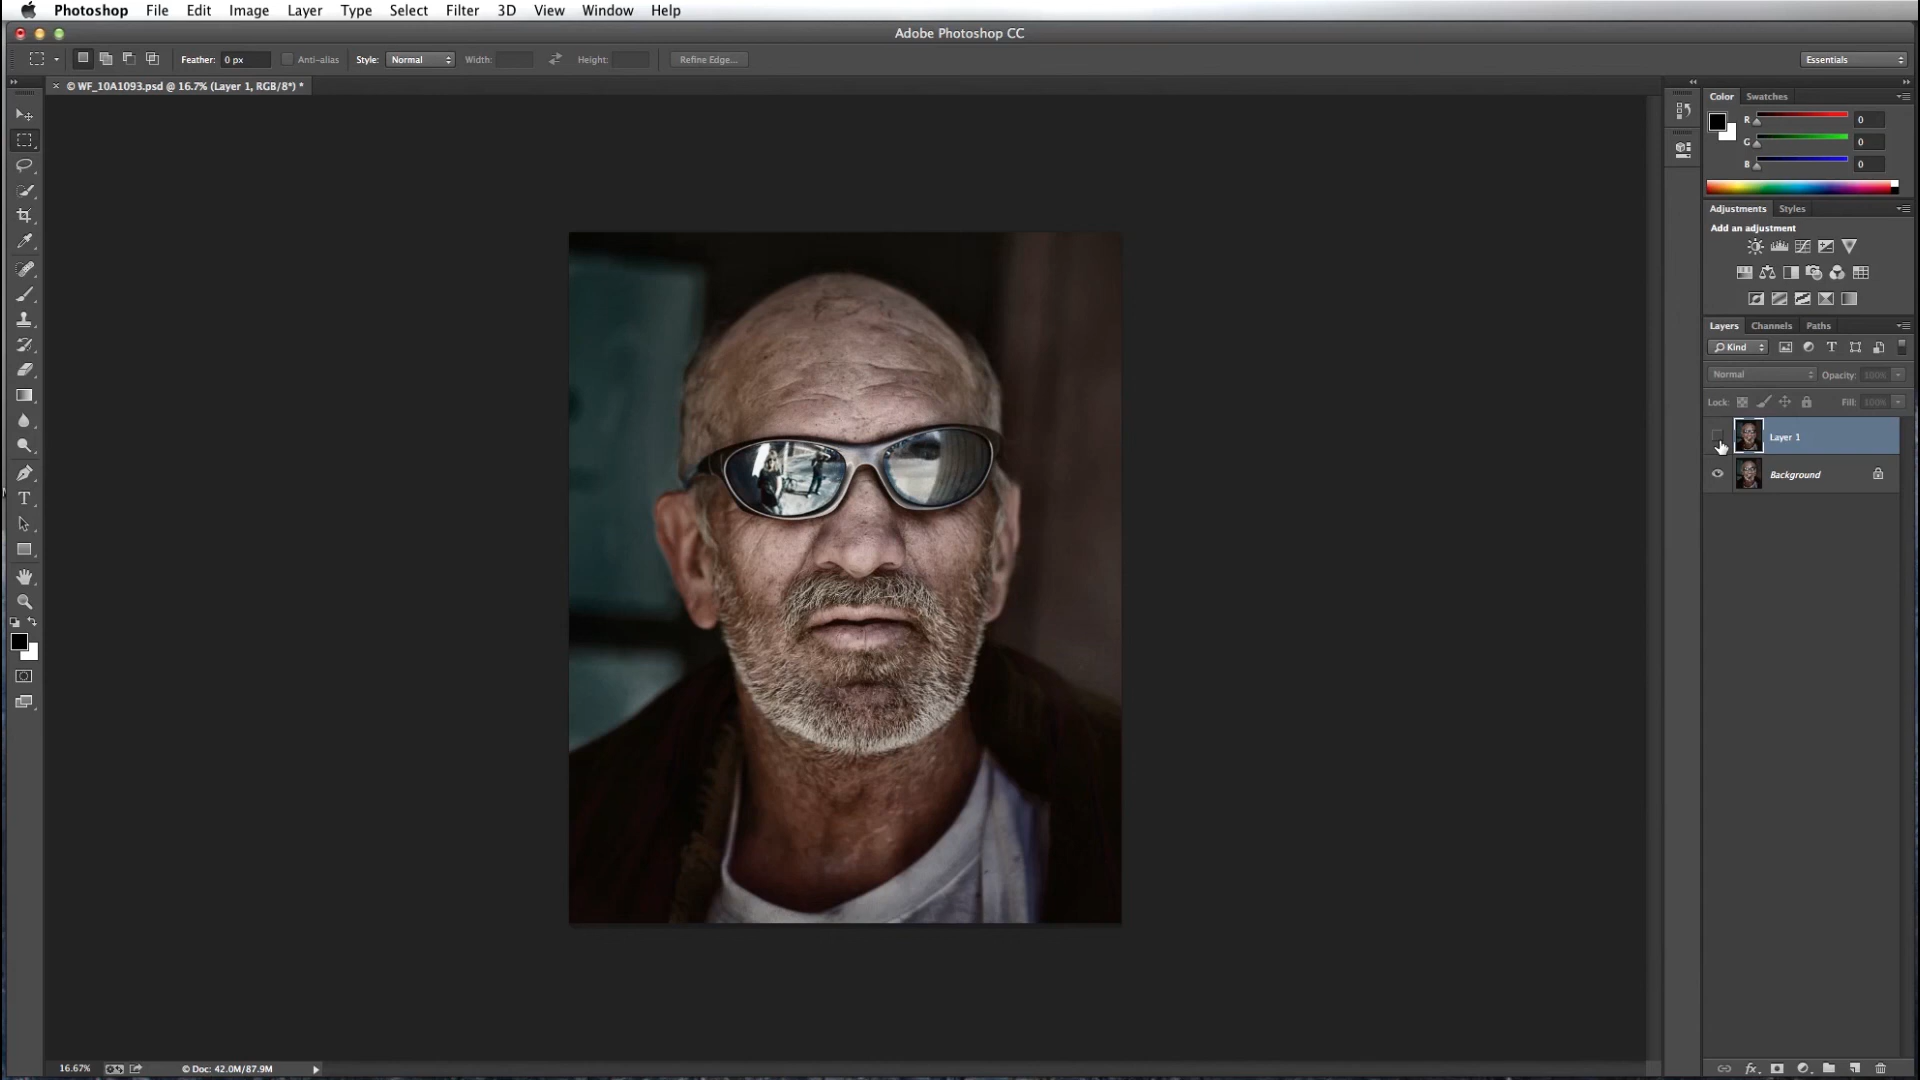 Photoshop File Edit Image Layer Type Select Filter 3D View Window Help
Adobe Photoshop CC
Feather: 0 px Anti-alias Style: Normal Width: Height: Refine Edge... Essentials
× © WF_10A1093.psd @ 16.7% (Layer 1, RGB/8*) *
Color Swatches
R 0
G 0
B 0
Adjustments Styles
Add an adjustment
Layers Channels Paths
Kind
Normal Opacity: 100%
Lock: Fill: 100%
Layer 1
Background
16.67% © Doc: 42.0M/87.9M